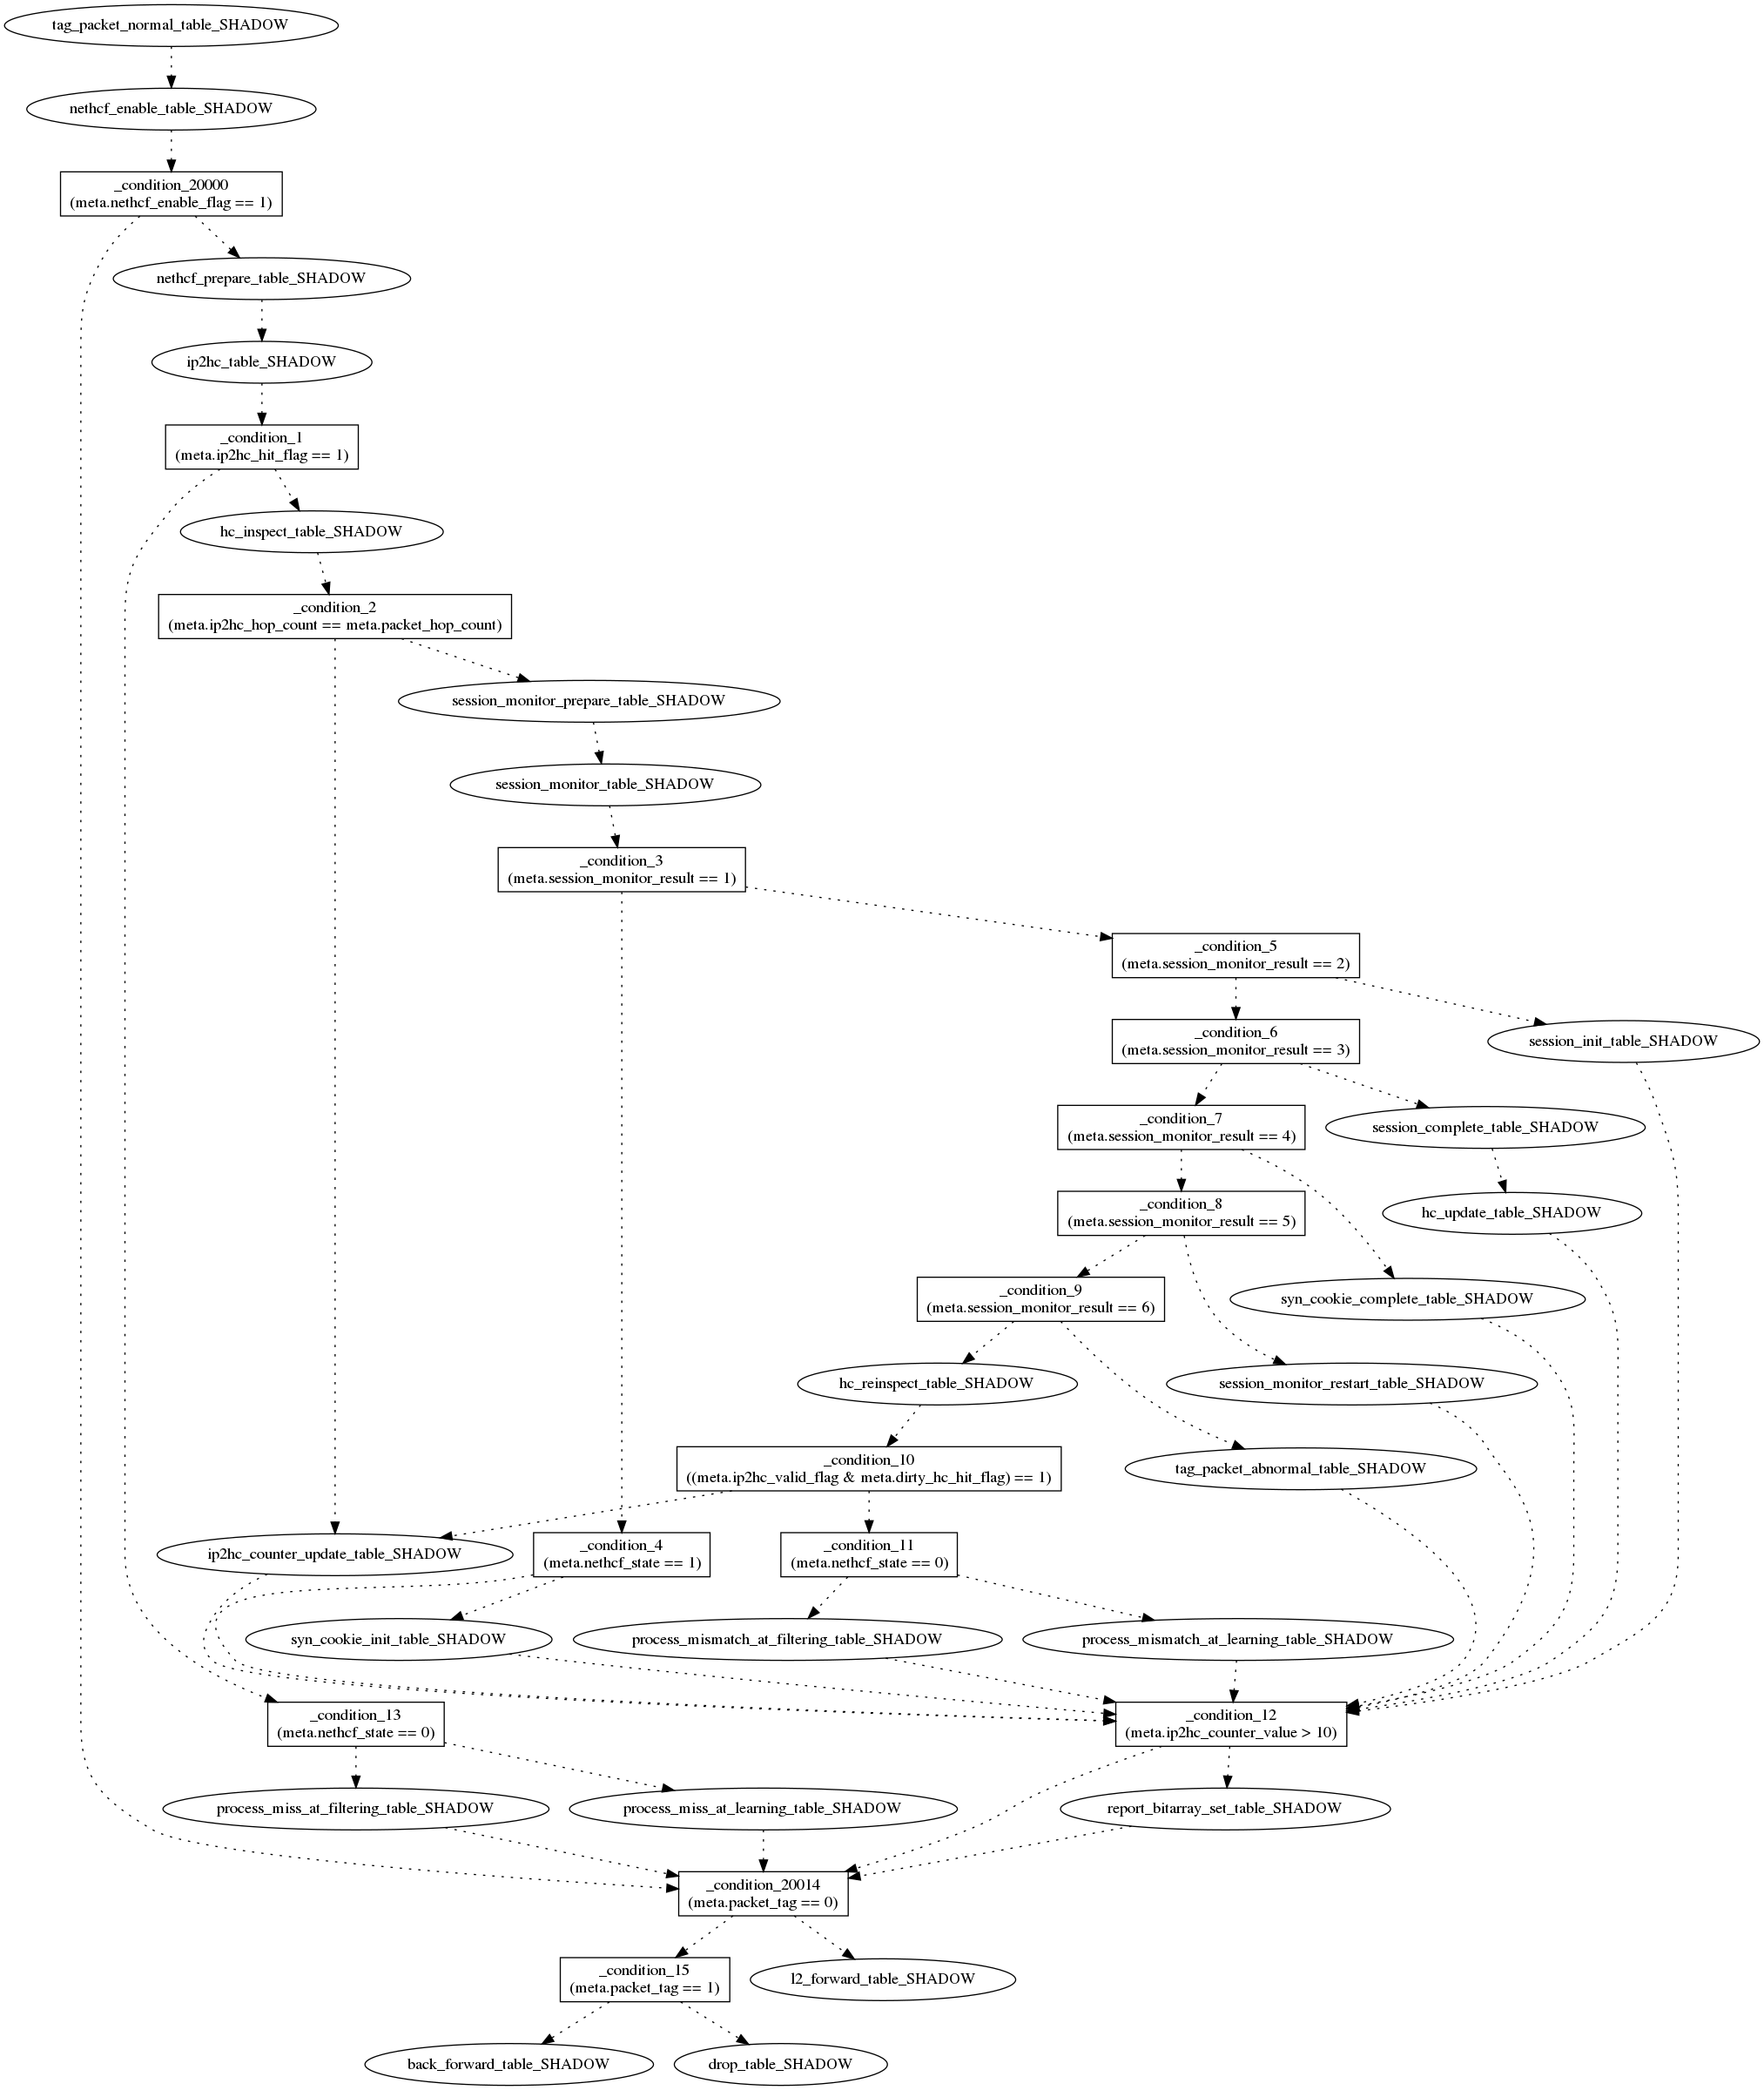 tag_packet_normal_table_SHADOW
nethcf_enable_table_SHADOW
_condition_20000
(meta.nethcf_enable_flag == 1)
nethcf_prepare_table_SHADOW
ip2hc_table_SHADOW
_condition_1
(meta.ip2hc_hit_flag == 1)
hc_inspect_table_SHADOW
_condition_2
(meta.ip2hc_hop_count == meta.packet_hop_count)
session_monitor_prepare_table_SHADOW
session_monitor_table_SHADOW
_condition_3
(meta.session_monitor_result == 1)
_condition_5
(meta.session_monitor_result == 2)
_condition_6
(meta.session_monitor_result == 3)
session_init_table_SHADOW
_condition_7
(meta.session_monitor_result == 4)
session_complete_table_SHADOW
_condition_8
(meta.session_monitor_result == 5)
hc_update_table_SHADOW
_condition_9
(meta.session_monitor_result == 6)
syn_cookie_complete_table_SHADOW
hc_reinspect_table_SHADOW
session_monitor_restart_table_SHADOW
_condition_10
((meta.ip2hc_valid_flag & meta.dirty_hc_hit_flag) == 1)
tag_packet_abnormal_table_SHADOW
ip2hc_counter_update_table_SHADOW
_condition_4
(meta.nethcf_state == 1)
_condition_11
(meta.nethcf_state == 0)
syn_cookie_init_table_SHADOW
process_mismatch_at_filtering_table_SHADOW
process_mismatch_at_learning_table_SHADOW
_condition_13
(meta.nethcf_state == 0)
_condition_12
(meta.ip2hc_counter_value > 10)
process_miss_at_filtering_table_SHADOW
process_miss_at_learning_table_SHADOW
report_bitarray_set_table_SHADOW
_condition_20014
(meta.packet_tag == 0)
_condition_15
(meta.packet_tag == 1)
l2_forward_table_SHADOW
back_forward_table_SHADOW
drop_table_SHADOW